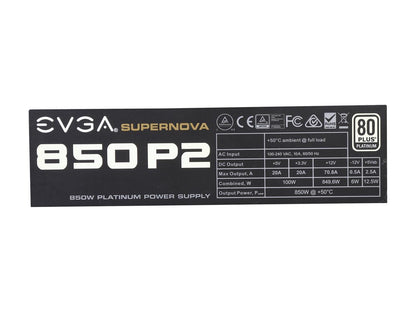 EVGA SUPERNOVA
850 P2
850W PLATINUM POWER SUPPLY
+50°C ambient @ full load
AC Input 100-240 VAC, 10A, 60/50 Hz
DC Output +5V +3.3V +12V -12V +5Vsb
Max Output, A 20A 20A 70.8A 0.5A 2.5A
Combined, W 100W 849.6W 6W 12.5W
Output Power, 850W @ +50°C
80
PLUS
PLATINUM